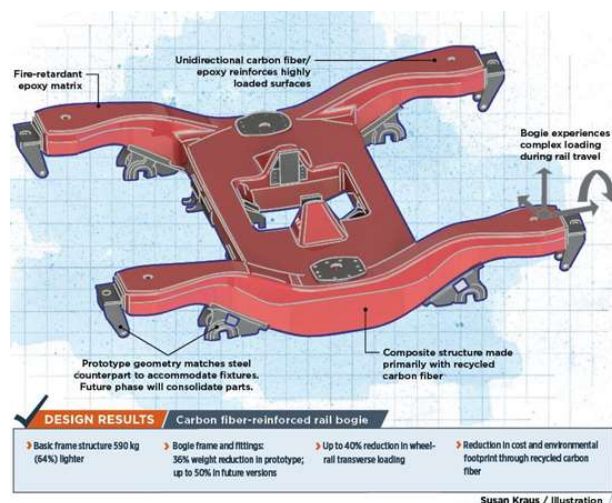 Unidirectional carbon fiber/
epoxy reinforces highly
loaded surfaces
Fire-retardant
epoxy matrix
Bogie experiences
complex loading
during rail travel
Prototype geometry matches steel
counterpart to accommodate fixtures.
Future phase will consolidate parts.
Composite structure made
primarily with recycled
carbon fiber
DESIGN RESULTS / Carbon fiber-reinforced rail bogie
Basic frame structure 590 kg
(64%) lighter
Bogie frame and fittings:
36% weight reduction in prototype;
up to 50% in future versions
Up to 40% reduction in wheel-
rail transverse loading
Reduction in cost and environmental
footprint through recycled carbon
fiber
Susan Kraus / Illustration /